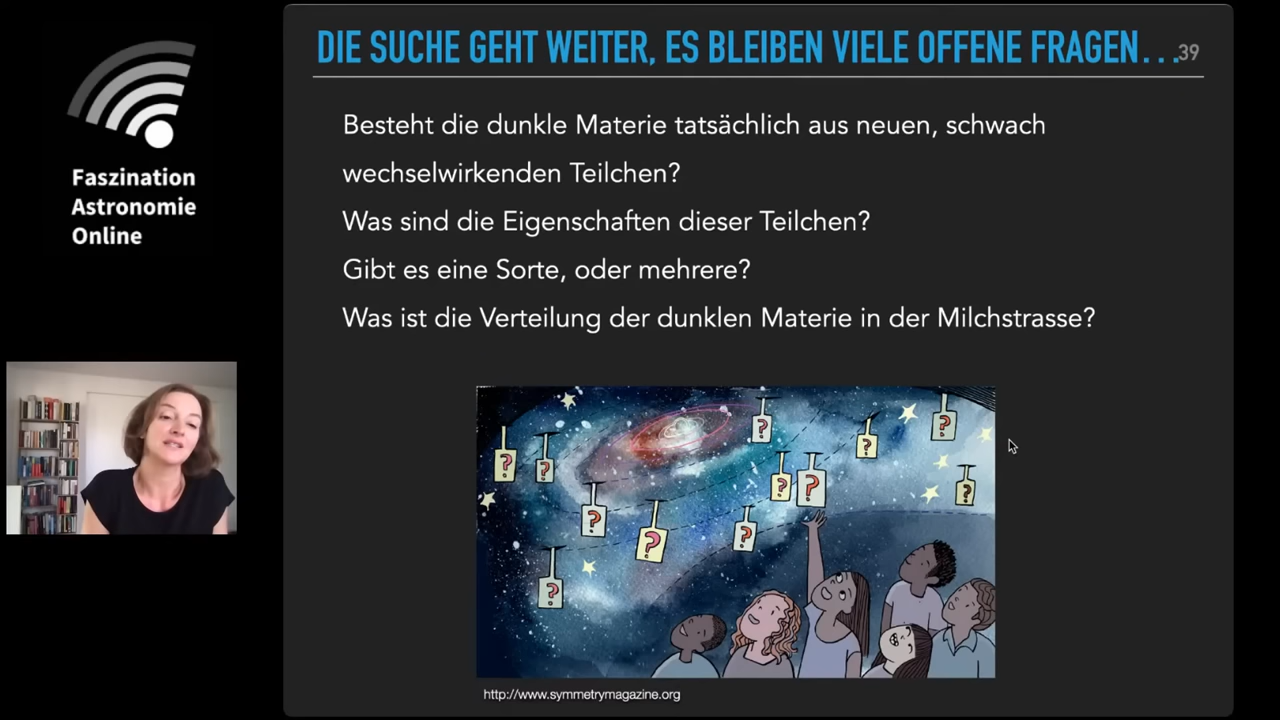 Faszination
Astronomie
Online
DIE SUCHE GEHT WEITER, ES BLEIBEN VIELE OFFENE FRAGEN...
39
Besteht die dunkle Materie tatsächlich aus neuen, schwach
wechselwirkenden Teilchen?
Was sind die Eigenschaften dieser Teilchen?
Gibt es eine Sorte, oder mehrere?
Was ist die Verteilung der dunklen Materie in der Milchstrasse?
?
?
?
?
?
?
?
?
?
?
?
?
http://www.symmetrymagazine.org